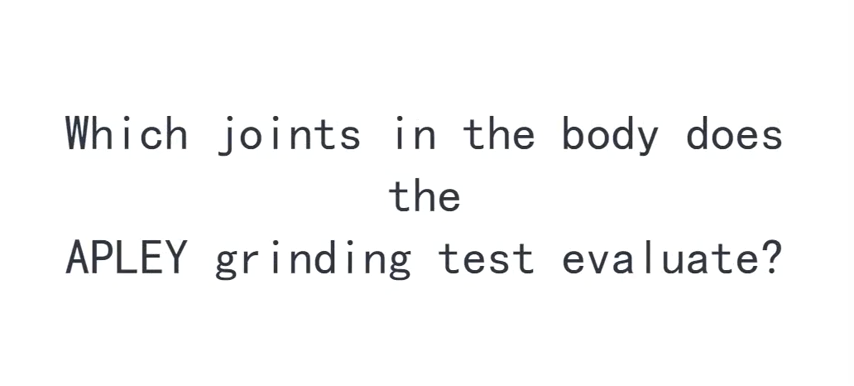 Which joints in the body does
the
APLEY grinding test evaluate?